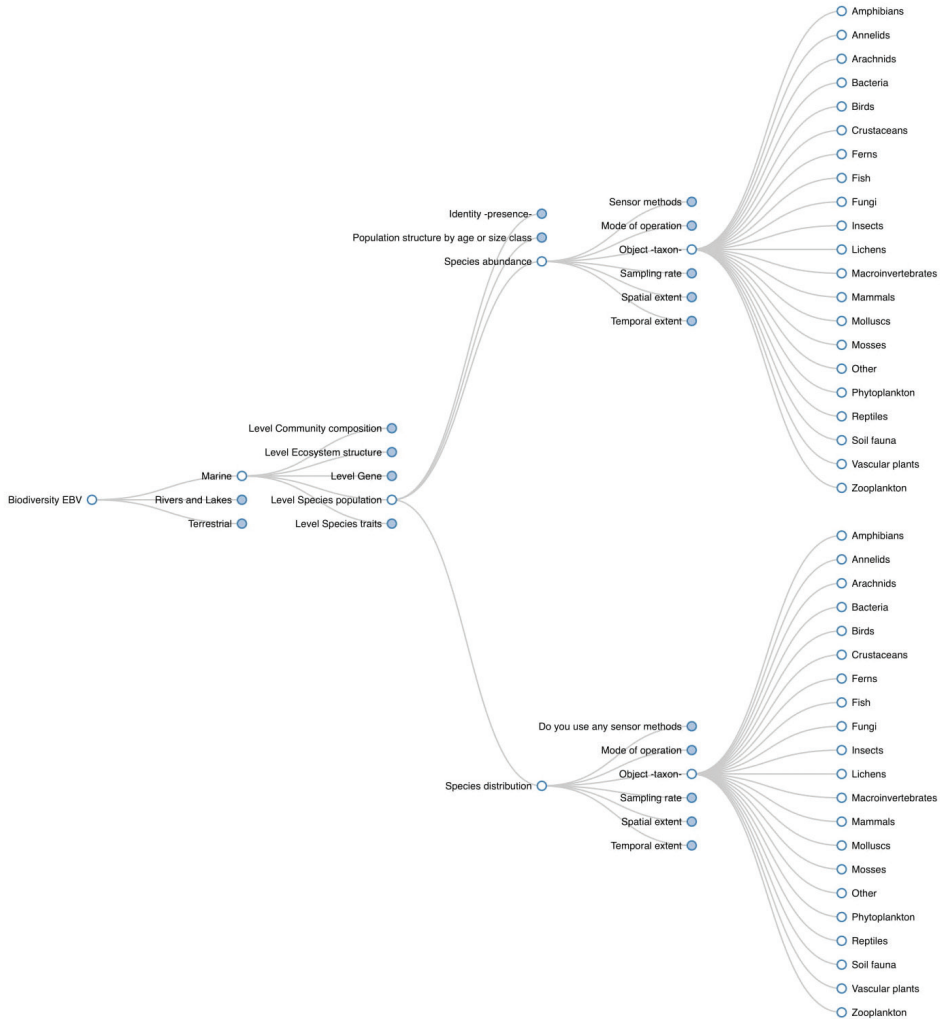 Amphibians
Annelids
Arachnids
Bacteria
Birds
Crustaceans
Ferns
Fish
Sensor methods
Fungi
Identity -presence-
Mode of operation
Insects
Population structure by age or size class
Object -taxon-
Lichens
Species abundance
Sampling rate
Macroinvertebrates
Spatial extent
Mammals
Temporal extent
Molluscs
Mosses
Other
Phytoplankton
Reptiles
Level Community composition
Soil fauna
Level Ecosystem structure
Vascular plants
Marine
Level Gene
Zooplankton
Biodiversity EBV
Rivers and Lakes
Level Species population
Terrestrial
Level Species traits
Amphibians
Annelids
Arachnids
Bacteria
Birds
Crustaceans
Ferns
Fish
Do you use any sensor methods
Fungi
Mode of operation
Insects
Object -taxon-
Lichens
Species distribution
Sampling rate
Macroinvertebrates
Spatial extent
Mammals
Temporal extent
Molluscs
Mosses
Other
Phytoplankton
Reptiles
Soil fauna
Vascular plants
Zooplankton